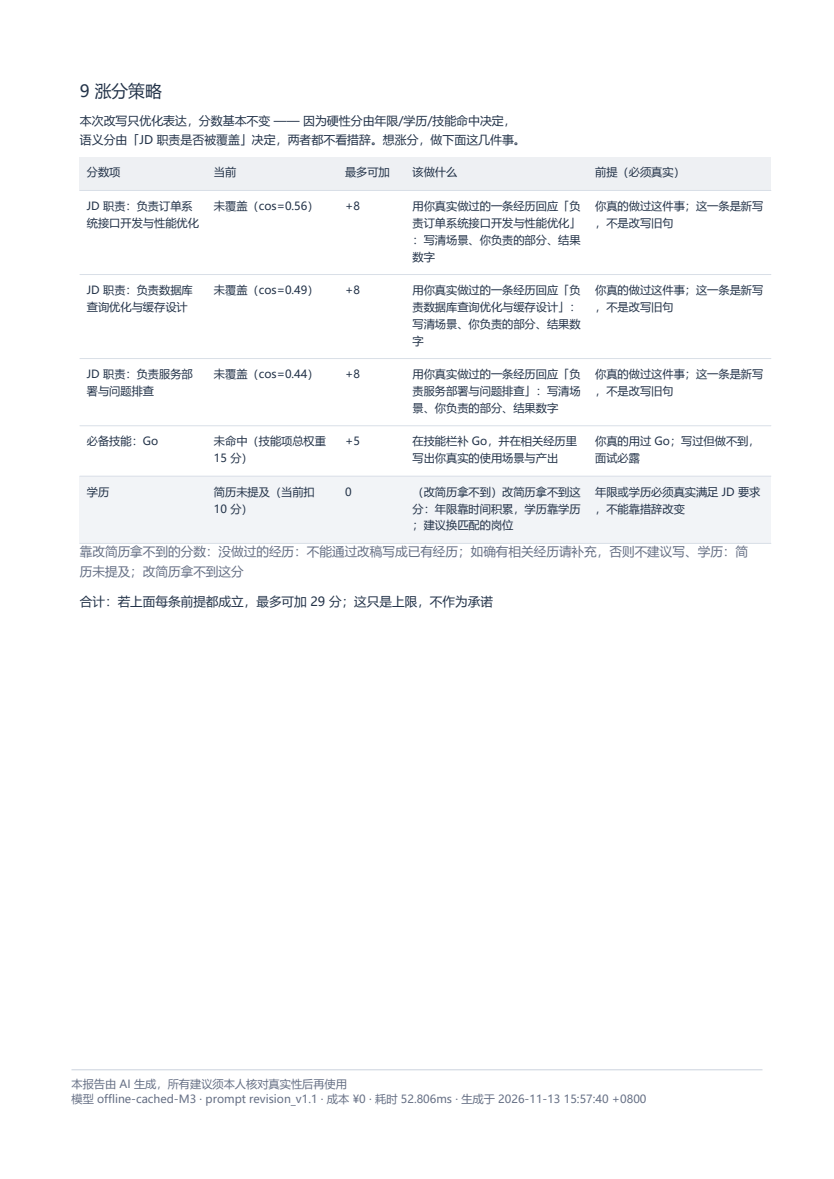 9 涨分策略
本次改写只优化表达，分数基本不变 —— 因为硬性分由年限/学历/技能命中决定，
语义分由「JD 职责是否被覆盖」决定，两者都不看措辞。想涨分，做下面这几件事。
分数项 当前 最多可加 该做什么 前提（必须真实）
JD 职责：负责订单系 未覆盖（cos=0.56） +8 用你真实做过的一条经历回应「负 你真的做过这件事；这一条是新写
统接口开发与性能优化 责订单系统接口开发与性能优化」 ，不是改写旧句
：写清场景、你负责的部分、结果
数字
JD 职责：负责数据库 未覆盖（cos=0.49） +8 用你真实做过的一条经历回应「负 你真的做过这件事；这一条是新写
查询优化与缓存设计 责数据库查询优化与缓存设计」： ，不是改写旧句
写清场景、你负责的部分、结果数
字
JD 职责：负责服务部 未覆盖（cos=0.44） +8 用你真实做过的一条经历回应「负 你真的做过这件事；这一条是新写
署与问题排查 责服务部署与问题排查」：写清场 ，不是改写旧句
景、你负责的部分、结果数字
必备技能：Go 未命中（技能项总权重 +5 在技能栏补 Go，并在相关经历里 你真的用过 Go；写过但做不到，
15 分） 写出你真实的使用场景与产出 面试必露
学历 简历未提及（当前扣 0 （改简历拿不到）改简历拿不到这 年限或学历必须真实满足 JD 要求
10 分） 分：年限靠时间积累，学历靠学历 ，不能靠措辞改变
；建议换匹配的岗位
靠改简历拿不到的分数：没做过的经历：不能通过改稿写成已有经历；如确有相关经历请补充，否则不建议写、学历：简
历未提及；改简历拿不到这分
合计：若上面每条前提都成立，最多可加 29 分；这只是上限，不作为承诺
本报告由 AI 生成，所有建议须本人核对真实性后再使用
模型 offline-cached-M3 · prompt revision_v1.1 · 成本 ¥0 · 耗时 52.806ms · 生成于 2026-11-13 15:57:40 +0800